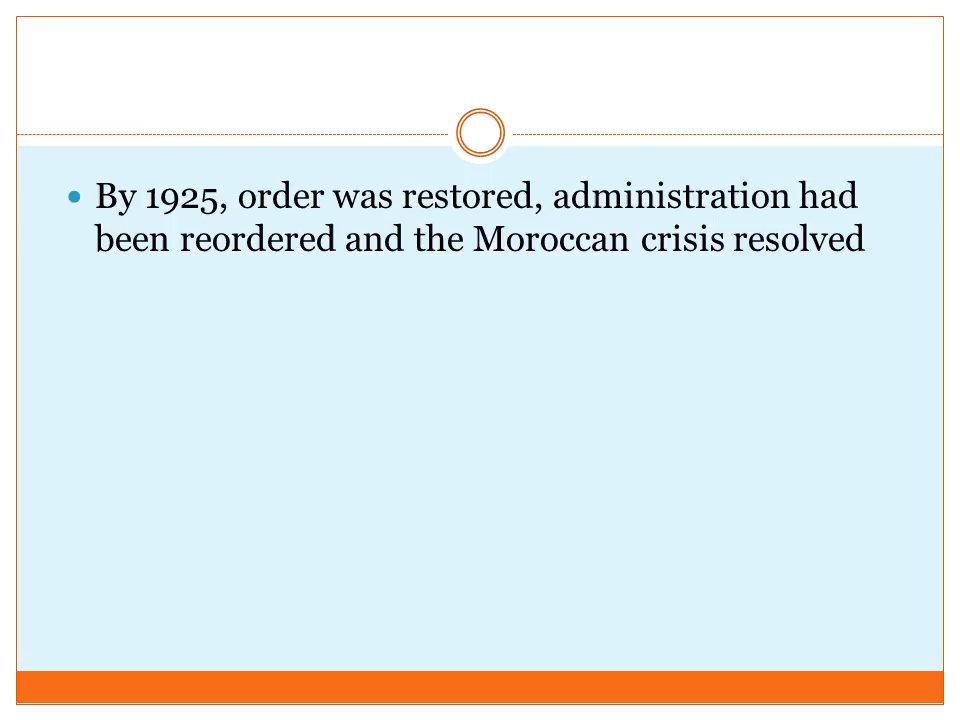 By 1925, order was restored, administration had
been reordered and the Moroccan crisis resolved